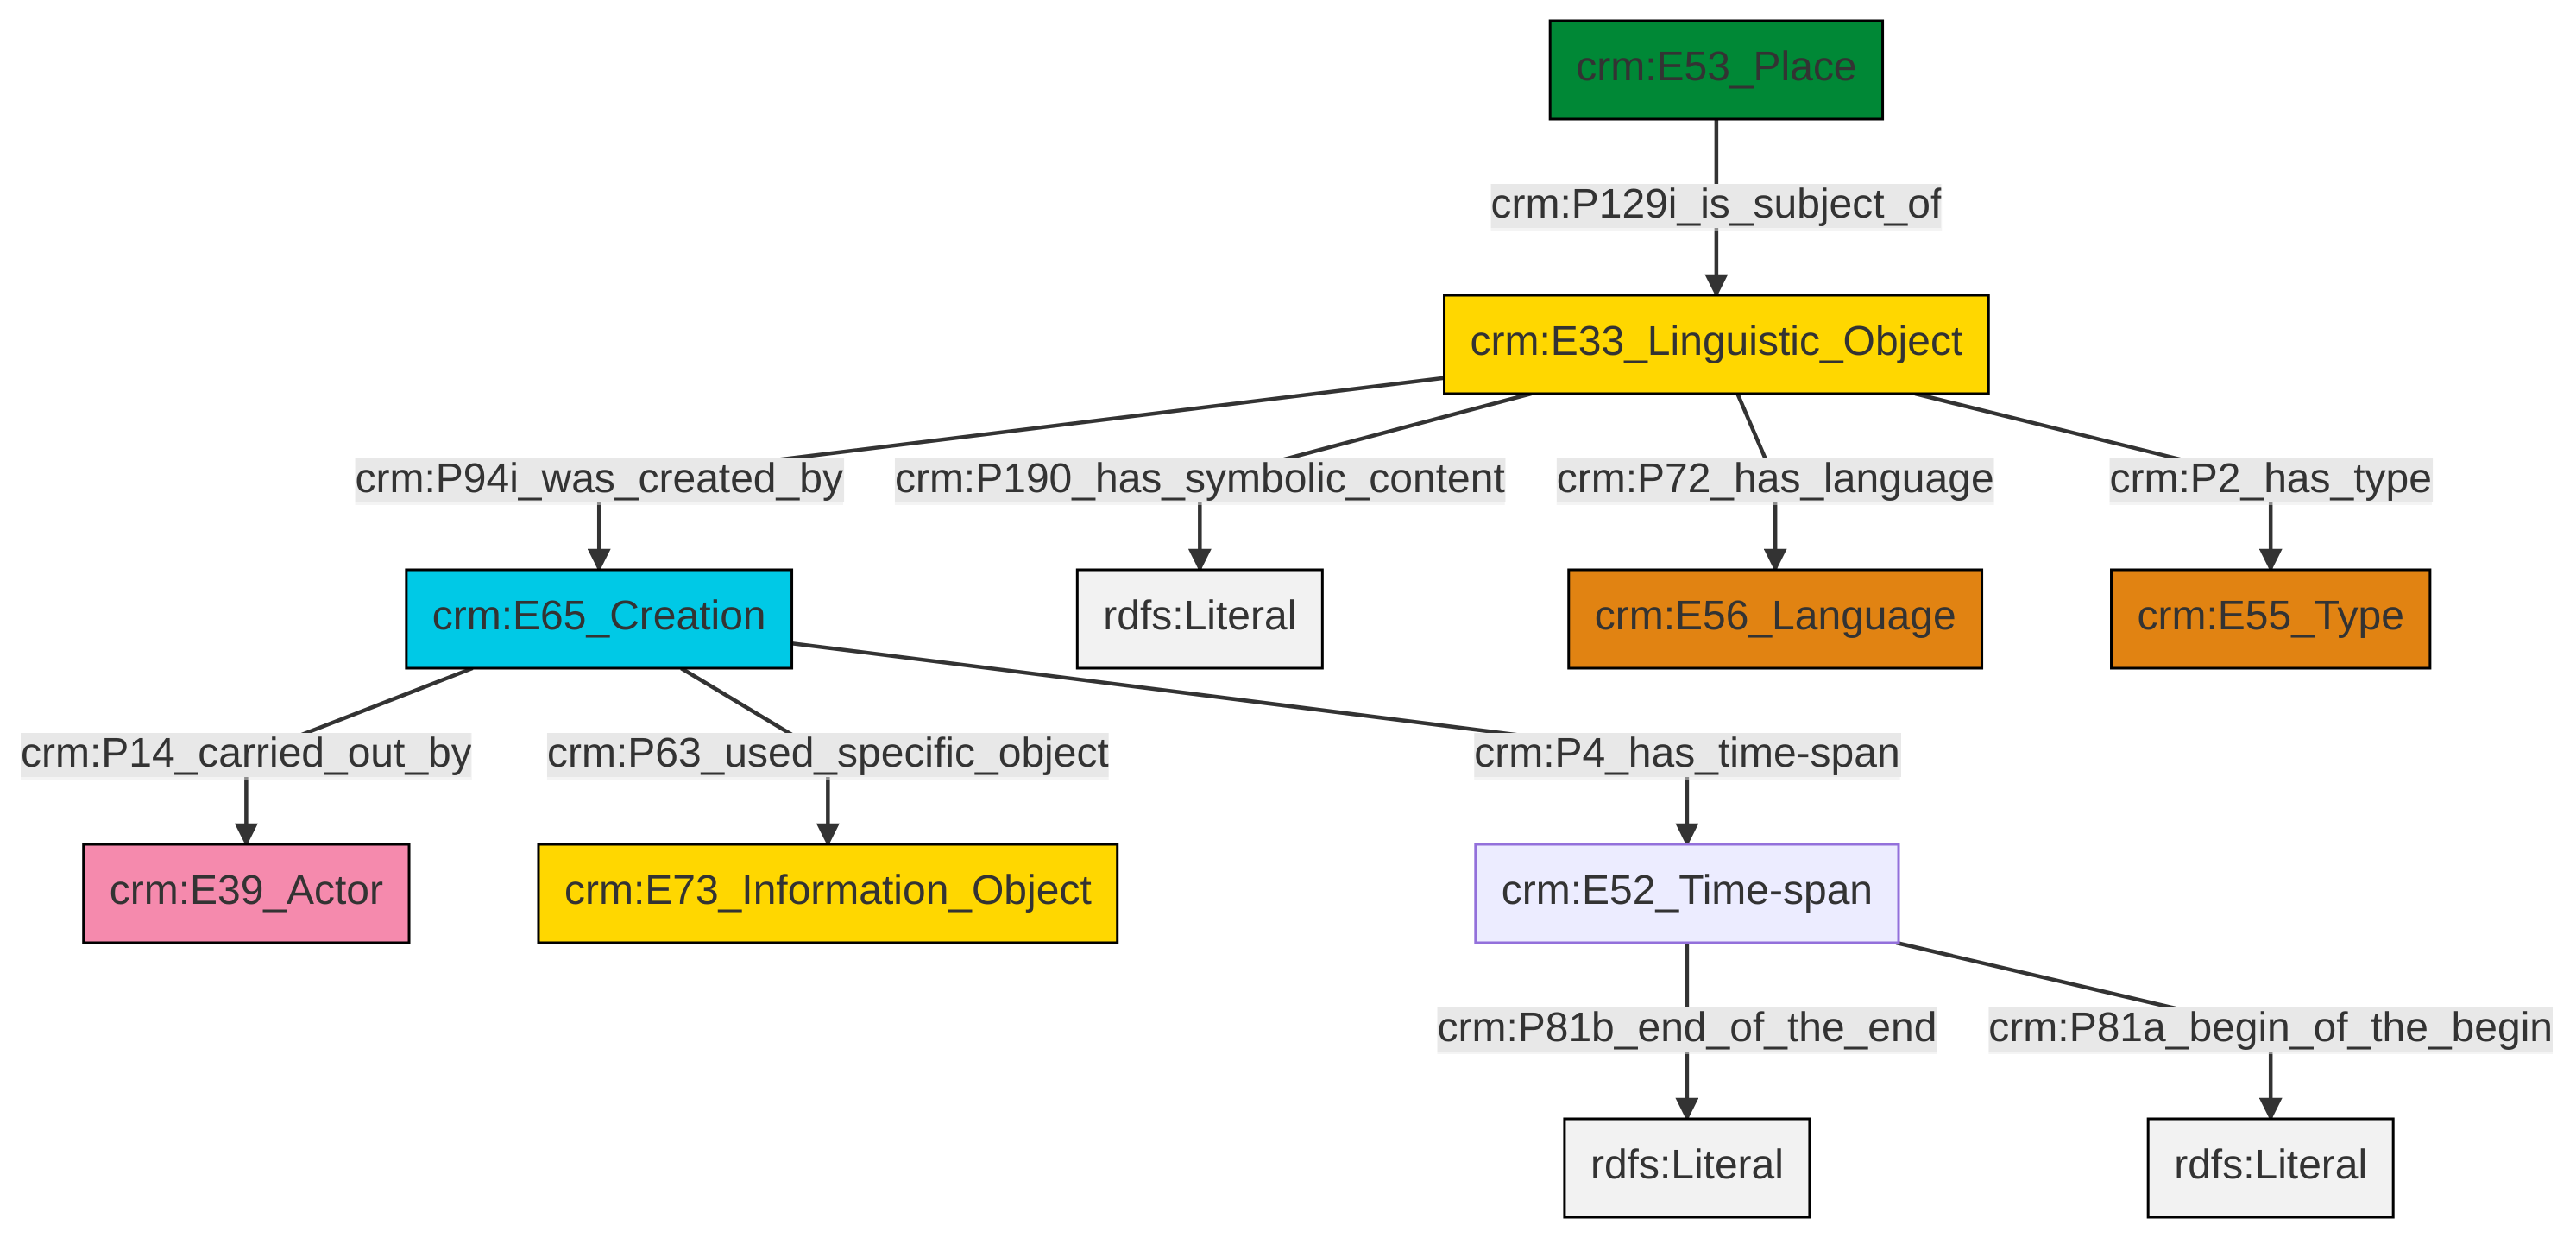 crm:E53_Place
crm:P129i_is_subject_of
crm:E33_Linguistic_Object
crm:P94i_was_created_by
crm:P190_has_symbolic_content
crm:P72_has_language
crm:P2_has_type
crm:E65_Creation
rdfs:Literal
crm:E56_Language
crm:E55_Type
crm:P14_carried_out_by
crm:P63_used_specific_object
crm:P4_has_time-span
crm:E39_Actor
crm:E73_Information_Object
crm:E52_Time-span
crm:P81b_end_of_the_end
crm:P81a_begin_of_the_begin
rdfs:Literal
rdfs:Literal